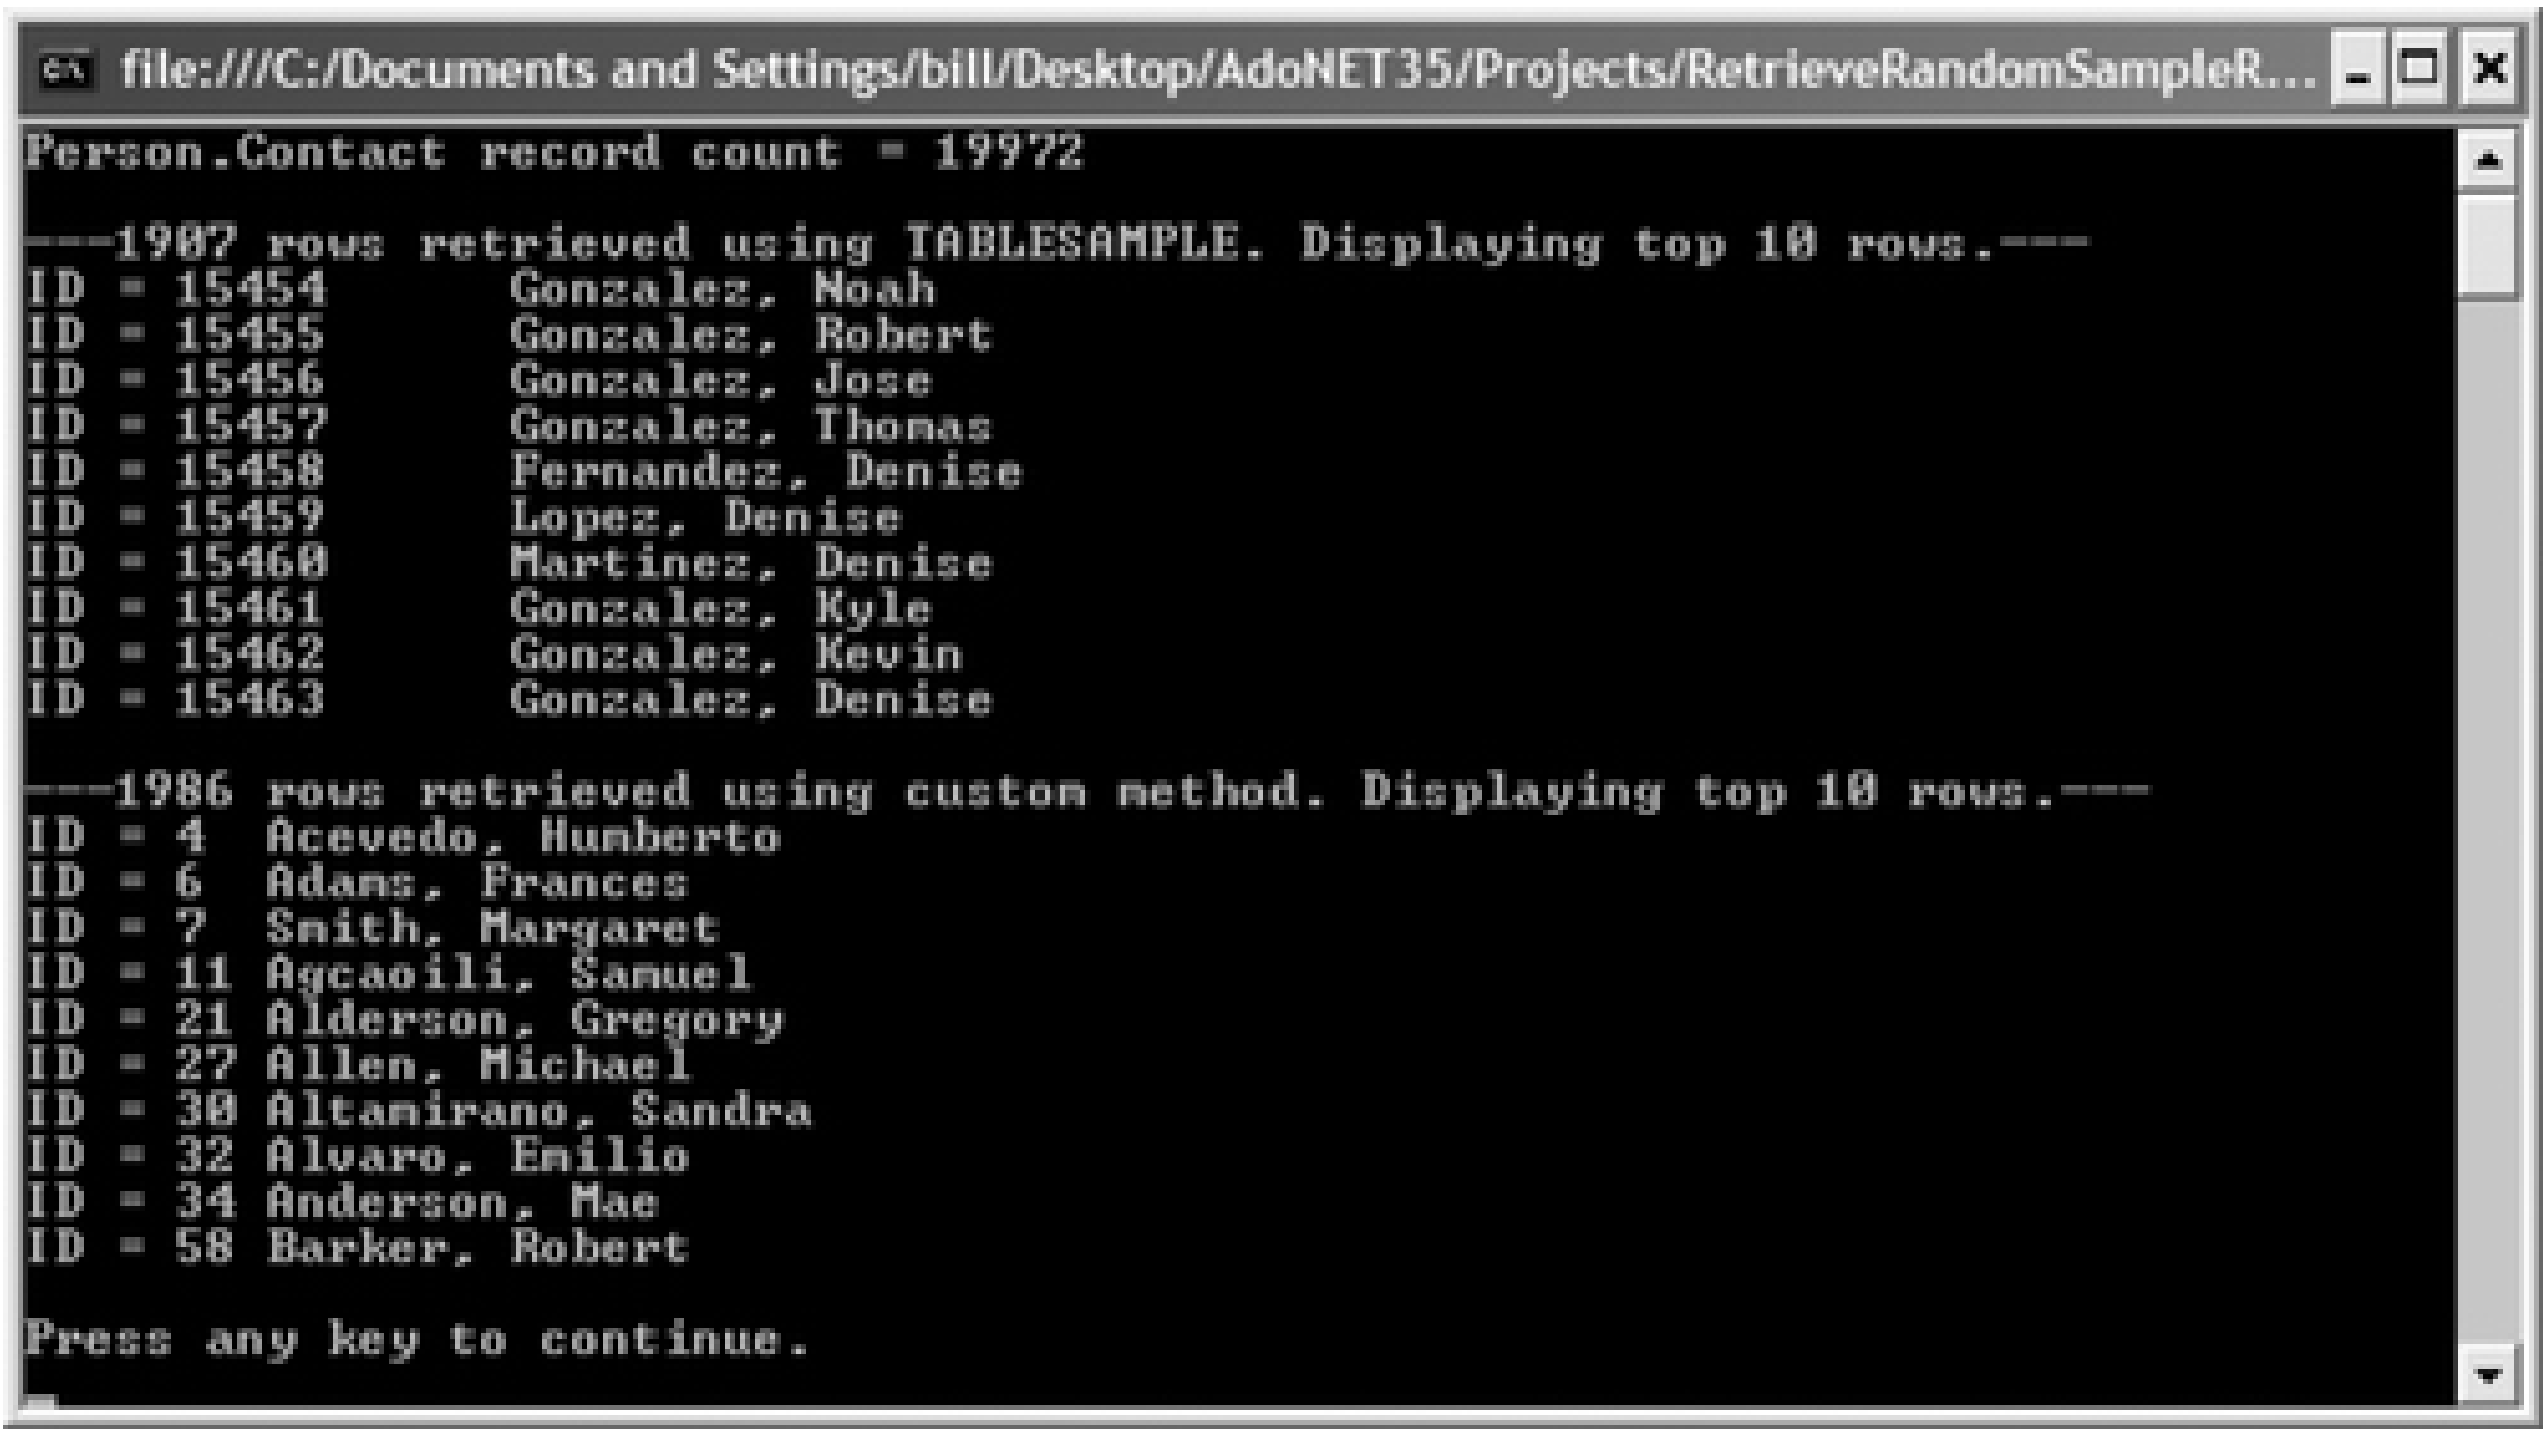 file:///C:/Documents and Settings/bill/Desktop/AdoNET35/Projects/RetrieveRandomSampleR...
Person.Contact record count = 19972
---1907 rows retrieved using TABLESAMPLE. Displaying top 10 rows.---
ID = 15454 Gonzalez, Noah
ID = 15455 Gonzalez, Robert
ID = 15456 Gonzalez, Jose
ID = 15457 Gonzalez, Thomas
ID = 15458 Fernandez, Denise
ID = 15459 Lopez, Denise
ID = 15460 Martinez, Denise
ID = 15461 Gonzalez, Kyle
ID = 15462 Gonzalez, Kevin
ID = 15463 Gonzalez, Denise
---1986 rows retrieved using custom method. Displaying top 10 rows.---
ID = 4 Acevedo, Humberto
ID = 6 Adams, Frances
ID = 7 Smith, Margaret
ID = 11 Agcaoili, Samuel
ID = 21 Alderson, Gregory
ID = 27 Allen, Michael
ID = 30 Altamirano, Sandra
ID = 32 Alvaro, Emilio
ID = 34 Anderson, Mae
ID = 58 Barker, Robert
Press any key to continue.